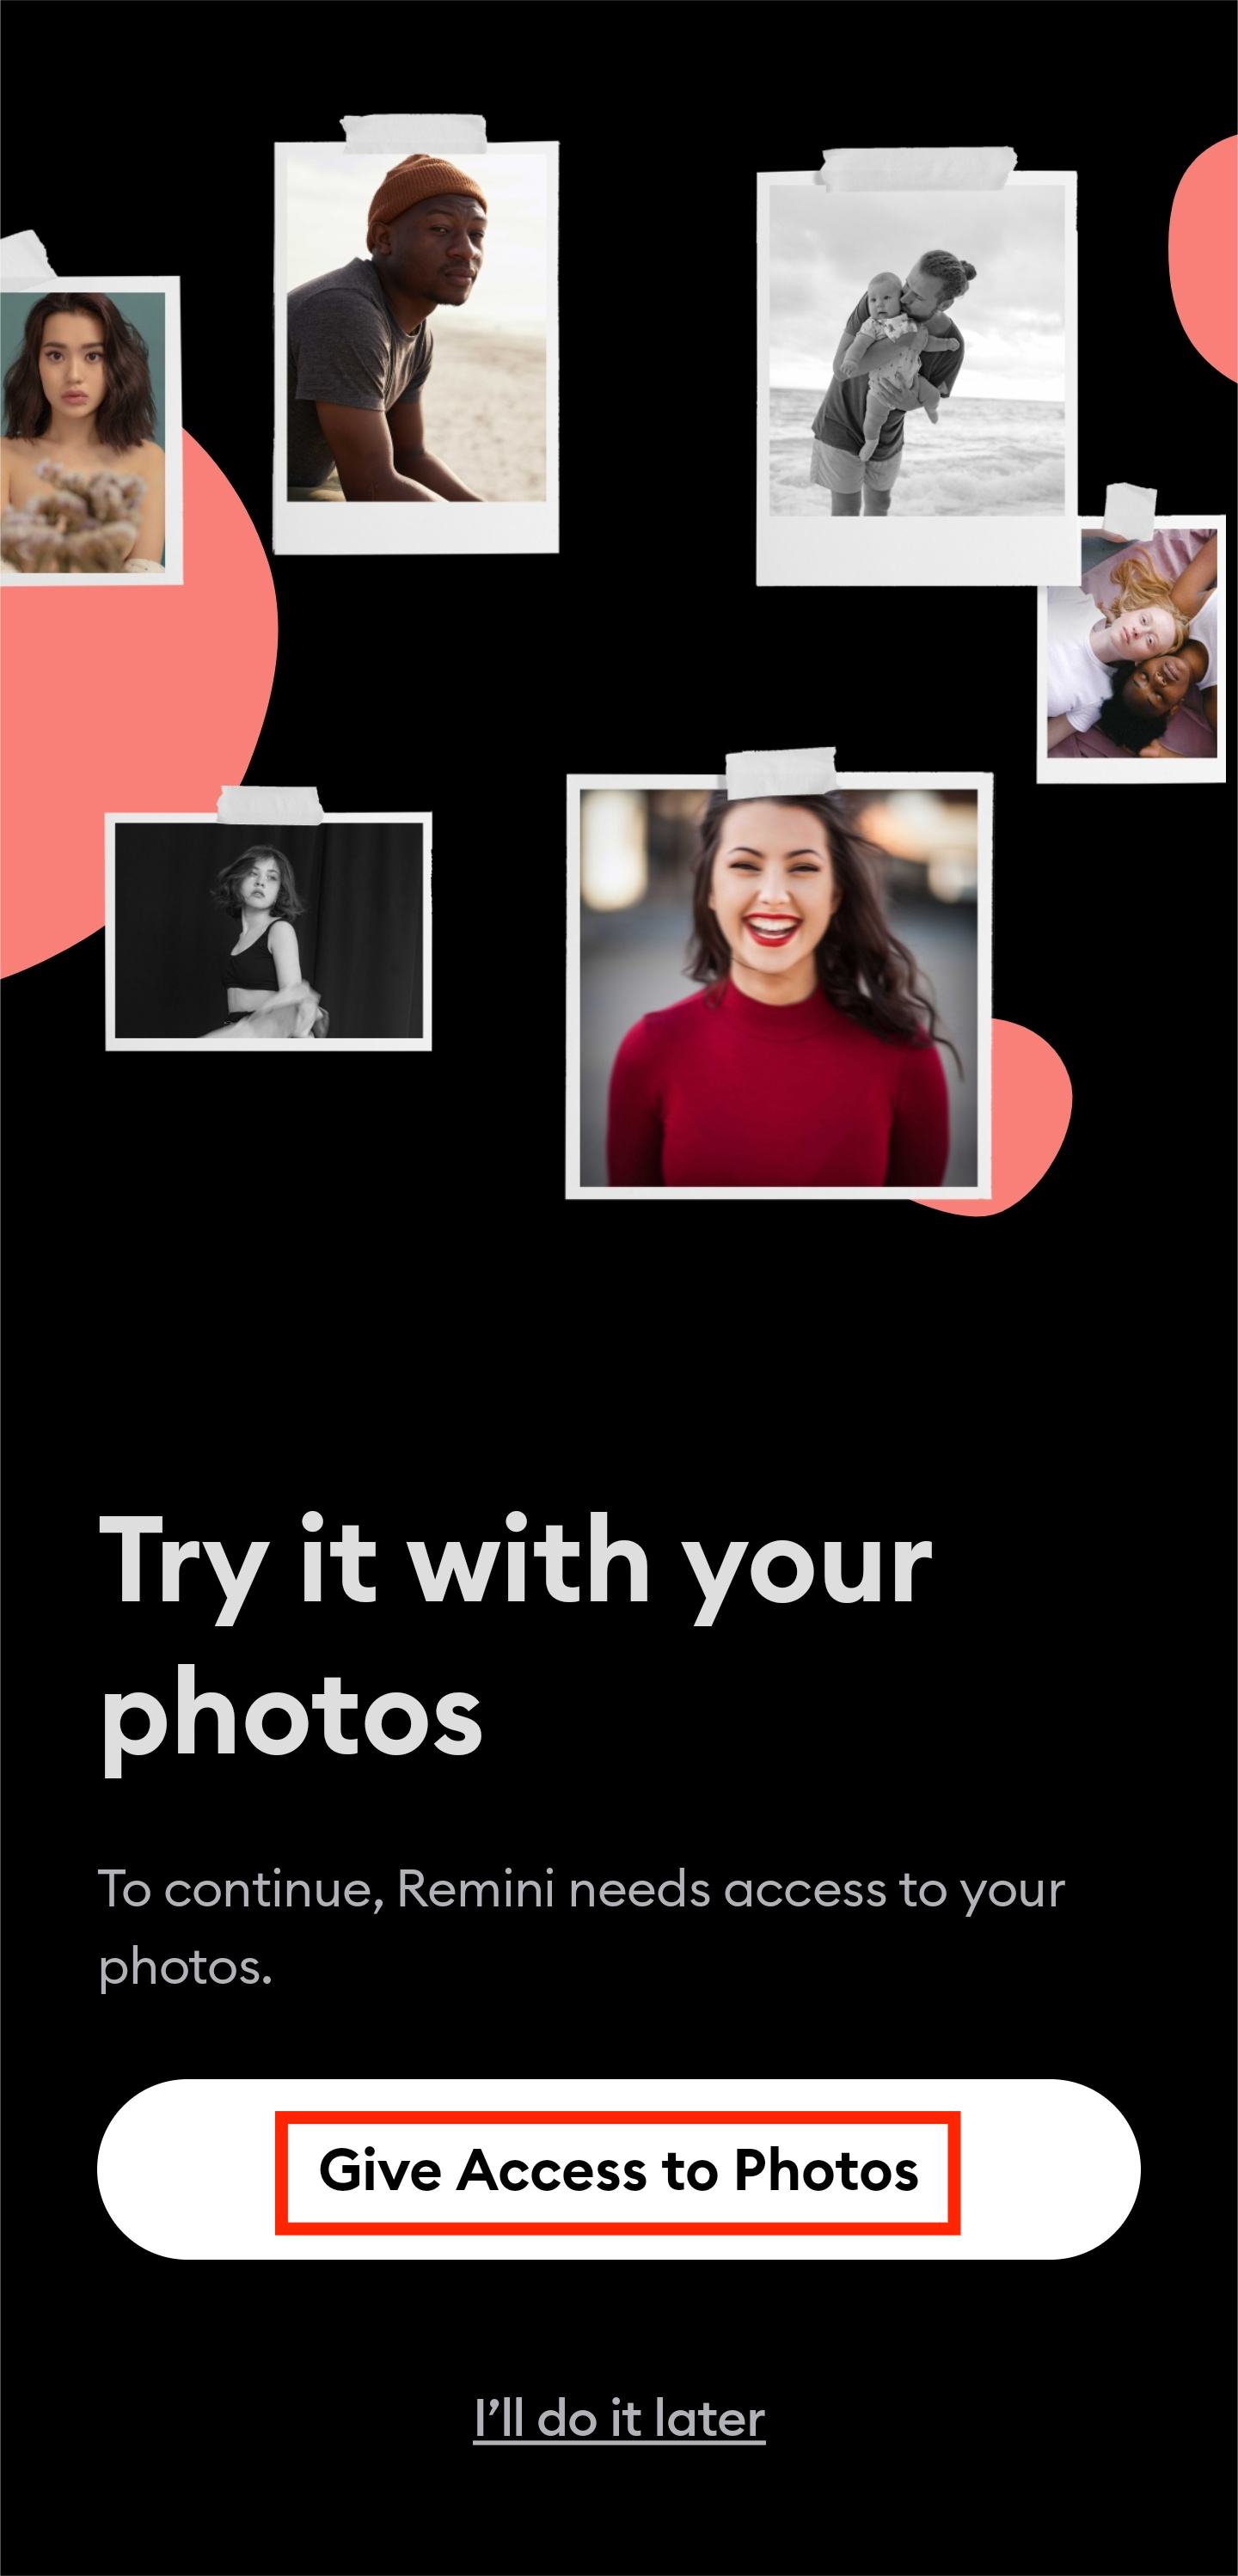 Try it with your
photos
To continue, Remini needs access to your
photos.
Give Access to Photos
I’ll do it later